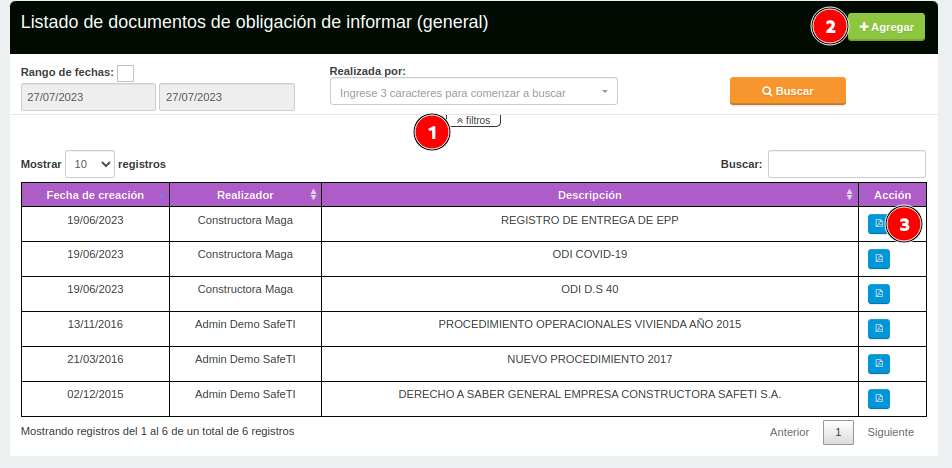 Listado de documentos de obligación de informar (general)
2
Agregar
Rango de fechas:
Realizada por:
27/07/2023
27/07/2023
Ingrese 3 caracteres para comenzar a buscar
Buscar
1
filtros
Mostrar 10 registros
Buscar:
Fecha de creación Realizador Descripción Acción
19/06/2023 Constructora Maga REGISTRO DE ENTREGA DE EPP
3
19/06/2023 Constructora Maga ODI COVID-19
19/06/2023 Constructora Maga ODI D.S 40
13/11/2016 Admin Demo SafeTI PROCEDIMIENTO OPERACIONALES VIVIENDA AÑO 2015
21/03/2016 Admin Demo SafeTI NUEVO PROCEDIMIENTO 2017
02/12/2015 Admin Demo SafeTI DERECHO A SABER GENERAL EMPRESA CONSTRUCTORA SAFETI S.A.
Mostrando registros del 1 al 6 de un total de 6 registros
Anterior 1 Siguiente